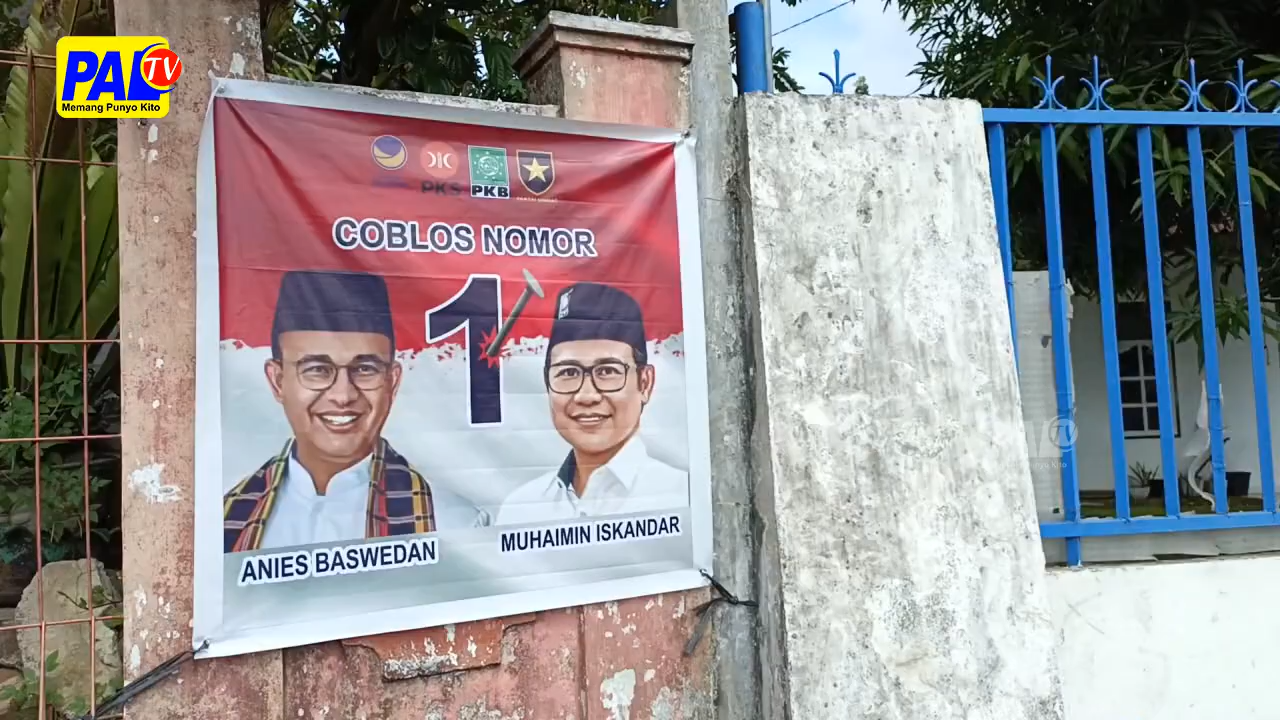 PAL TV
Memang Punyo Kito
PKS
PKB
COBLOS NOMOR
1
ANIES BASWEDAN
MUHAIMIN ISKANDAR